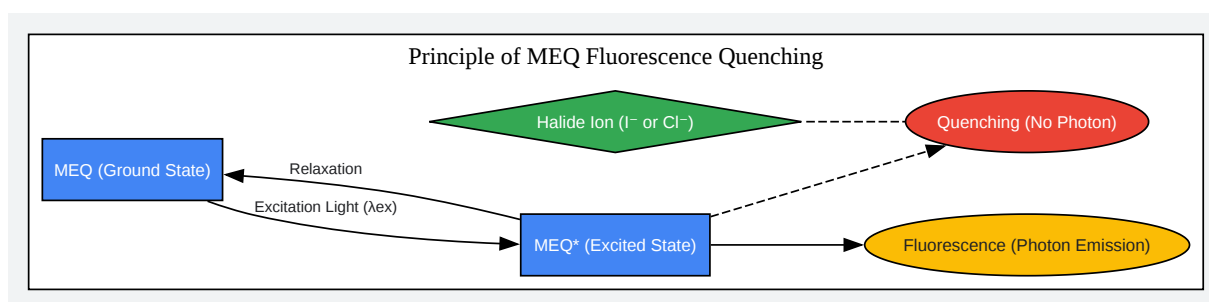 Principle of MEQ Fluorescence Quenching
Halide Ion (I⁻ or Cl⁻)
Quenching (No Photon)
MEQ (Ground State)
Relaxation
Excitation Light (λex)
MEQ* (Excited State)
Fluorescence (Photon Emission)